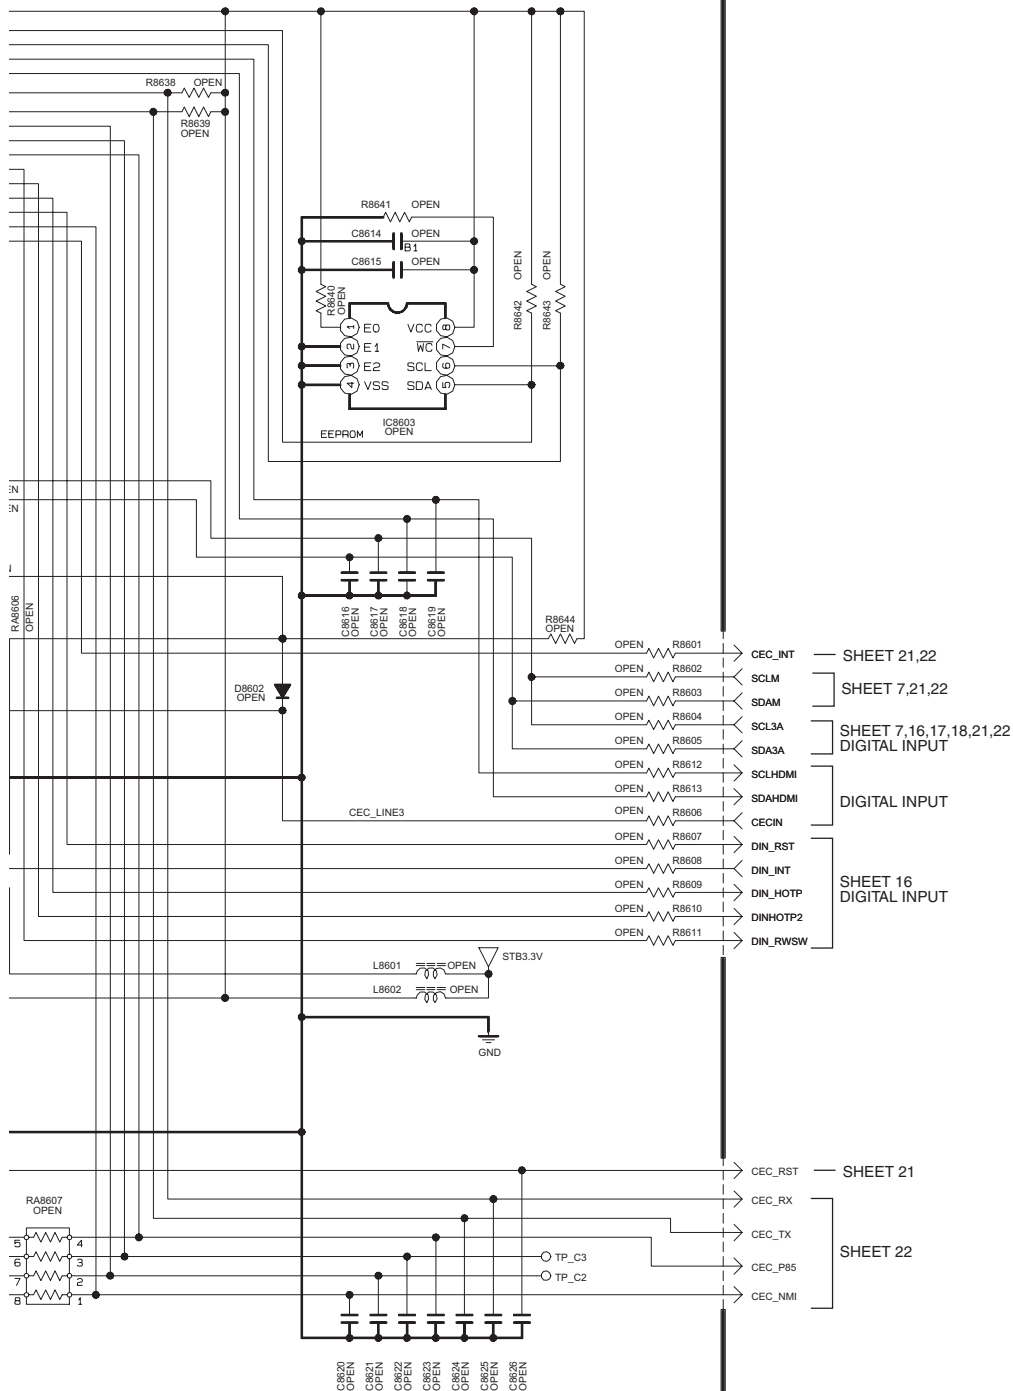 R8638 OPEN
R8639
OPEN
R8641 OPEN
C8614 OPEN
B1
C8615 OPEN
R8640
OPEN
R8642 OPEN
R8643 OPEN
1 E0 VCC 8
2 E1 WC 7
3 E2 SCL 6
4 VSS SDA 5
IC8603
OPEN
EEPROM
EN
EN
RA8606
OPEN
C8616
OPEN
C8617
OPEN
C8618
OPEN
C8619
OPEN
R8644
OPEN
D8602
OPEN
OPEN R8601 CEC_INT SHEET 21,22
OPEN R8602 SCLM
SHEET 7,21,22
OPEN R8603 SDAM
OPEN R8604 SCL3A
SHEET 7,16,17,18,21,22
DIGITAL INPUT
OPEN R8605 SDA3A
OPEN R8612 SCLHDMI
OPEN R8613 SDAHDMI
DIGITAL INPUT
CEC_LINE3 OPEN R8606 CECIN
OPEN R8607 DIN_RST
OPEN R8608 DIN_INT
SHEET 16
DIGITAL INPUT
OPEN R8609 DIN_HOTP
OPEN R8610 DINHOTP2
OPEN R8611 DIN_RWSW
STB3.3V
L8601 OPEN
L8602 OPEN
GND
CEC_RST SHEET 21
CEC_RX
CEC_TX
SHEET 22
CEC_P85
CEC_NMI
RA8607
OPEN
5 4
6 3
7 2
8 1
TP_C3
TP_C2
C8620
OPEN
C8621
OPEN
C8622
OPEN
C8623
OPEN
C8624
OPEN
C8625
OPEN
C8626
OPEN